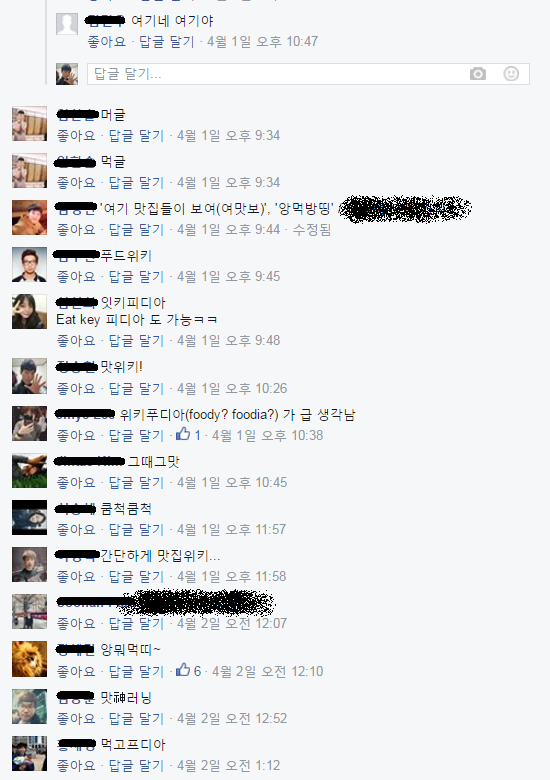 여기네 여기야
좋아요 · 답글 달기 · 4월 1일 오후 10:47
답글 달기...
머글
좋아요 · 답글 달기 · 4월 1일 오후 9:34
먹글
좋아요 · 답글 달기 · 4월 1일 오후 9:34
'여기 맛집들이 보여(여맛보)', '앙먹방띵'
좋아요 · 답글 달기 · 4월 1일 오후 9:44 · 수정됨
푸드위키
좋아요 · 답글 달기 · 4월 1일 오후 9:45
잇키피디아
Eat key 피디아 도 가능ㅋㅋ
좋아요 · 답글 달기 · 4월 1일 오후 9:48
맛위키!
좋아요 · 답글 달기 · 4월 1일 오후 10:26
위키푸디아(foody? foodia?) 가 급 생각남
좋아요 · 답글 달기 · 1 · 4월 1일 오후 10:38
그때그맛
좋아요 · 답글 달기 · 4월 1일 오후 10:45
쿰척쿰척
좋아요 · 답글 달기 · 4월 1일 오후 11:57
간단하게 맛집위키...
좋아요 · 답글 달기 · 4월 1일 오후 11:58
좋아요 · 답글 달기 · 4월 2일 오전 12:07
앙뭐먹띠~
좋아요 · 답글 달기 · 6 · 4월 2일 오전 12:10
맛神러닝
좋아요 · 답글 달기 · 4월 2일 오전 12:52
먹고프디아
좋아요 · 답글 달기 · 4월 2일 오전 1:12